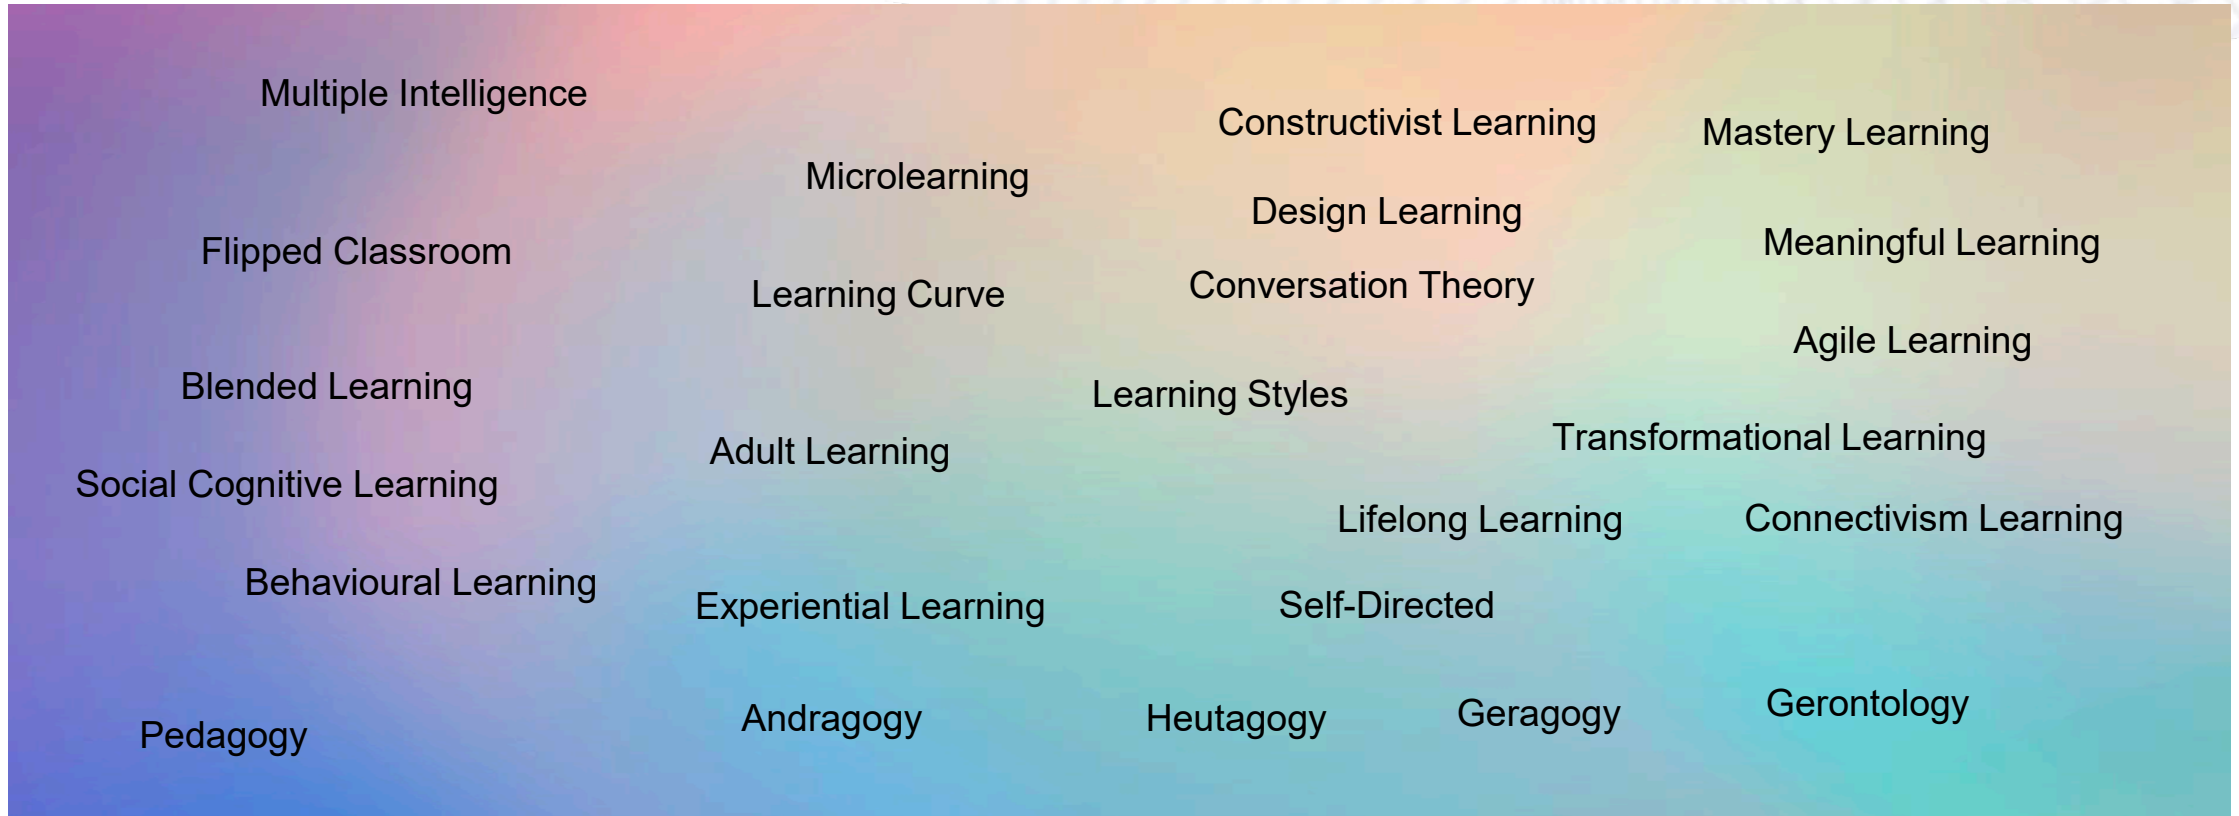 Multiple Intelligence
Constructivist Learning
Mastery Learning
Microlearning
Design Learning
Flipped Classroom
Meaningful Learning
Learning Curve
Conversation Theory
Agile Learning
Blended Learning
Learning Styles
Adult Learning
Transformational Learning
Social Cognitive Learning
Lifelong Learning
Connectivism Learning
Behavioural Learning
Experiential Learning
Self-Directed
Pedagogy
Andragogy
Heutagogy
Geragogy
Gerontology